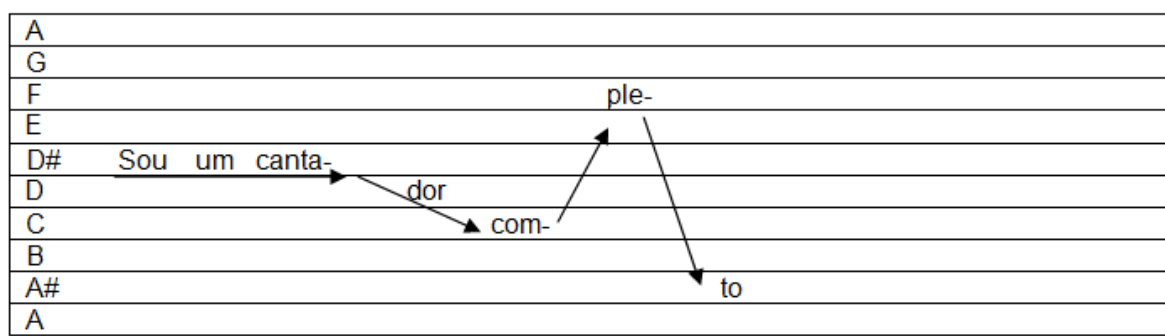 A
G
F ple-
E
D# Sou um canta-
D dor
C com-
B
A# to
A